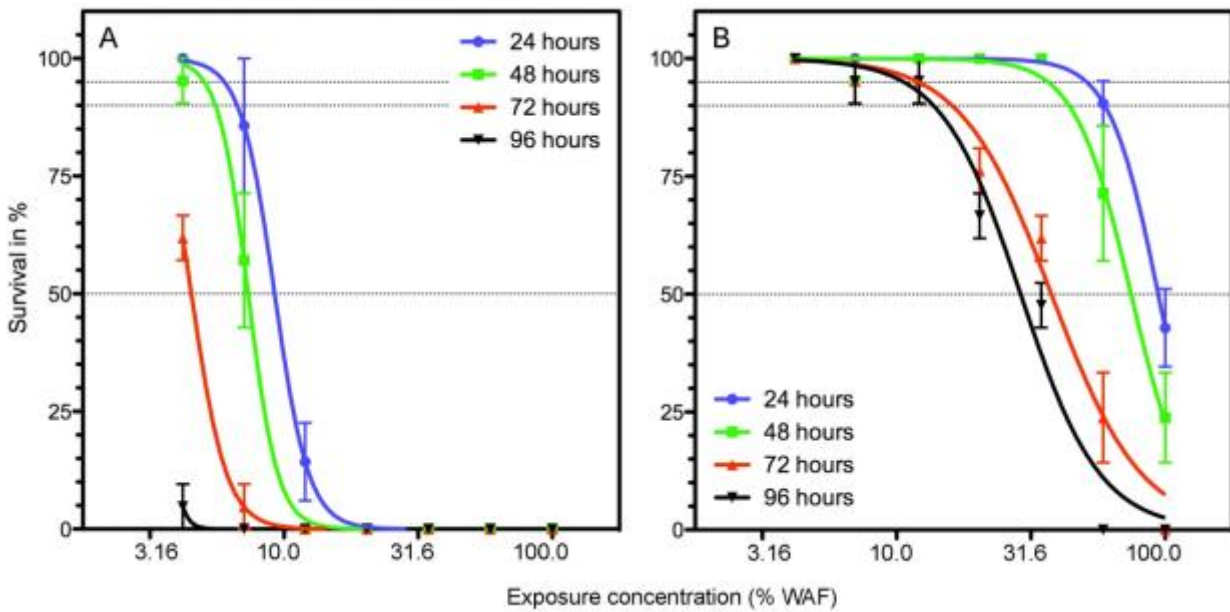 A
24 hours
48 hours
72 hours
96 hours
100
75
50
25
0
3.16
10.0
31.6
100.0
Survival in %
B
100
75
50
25
0
24 hours
48 hours
72 hours
96 hours
3.16
10.0
31.6
100.0
Exposure concentration (% WAF)